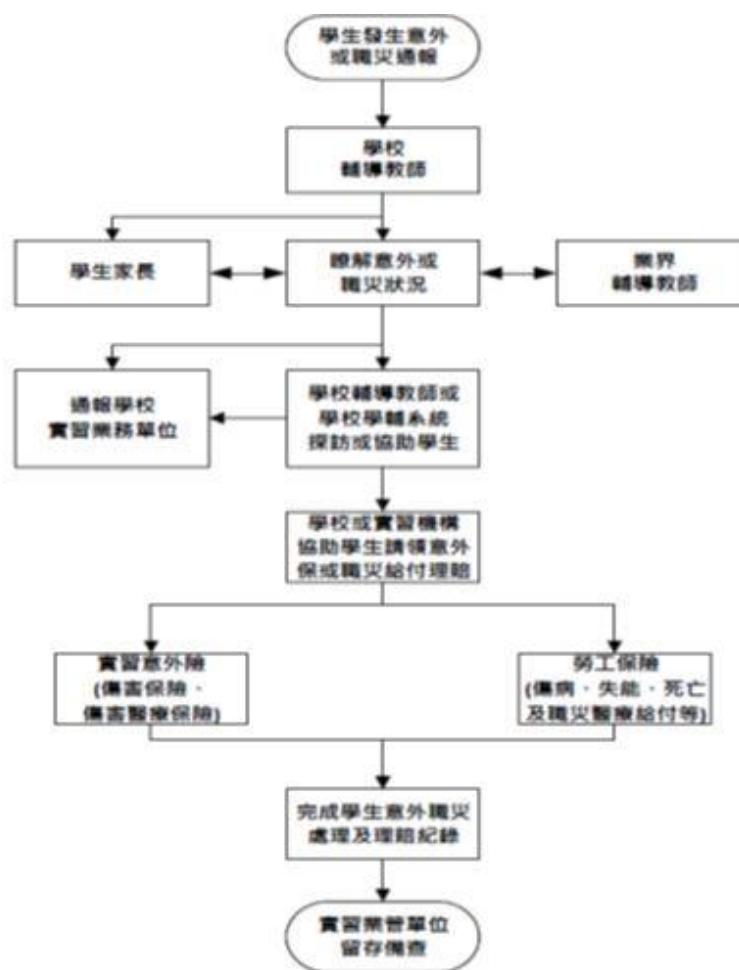 學生發生意外
或職災通報
學校
輔導教師
學生家長
瞭解意外或
職災狀況
業界
輔導教師
通報學校
實習業務單位
學校輔導教師或
學校學輔系統
探訪或協助學生
學校或實習機構
協助學生請領意外
保或職災給付理賠
實習意外險
(傷害保險、
傷害醫療保險)
勞工保險
(傷病、失能、死亡
及職災醫療給付等)
完成學生意外職災
處理及理賠紀錄
實習業管單位
留存備查